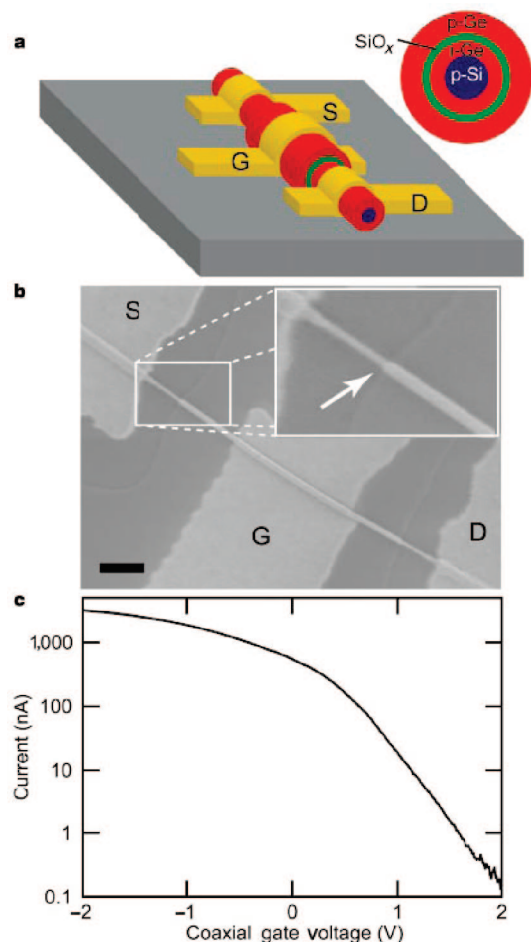 a
p-Ge
SiOx
i-Ge
p-Si
S
G
D
b
S
G
D
c
Current (nA)
1,000
100
10
1
0.1
−2
−1
0
1
2
Coaxial gate voltage (V)